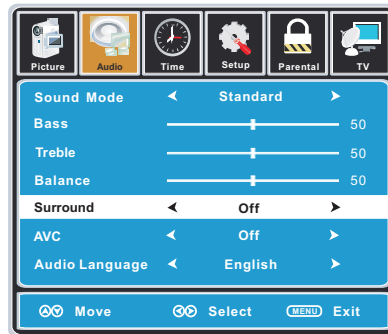 Picture Audio Time Setup Parental TV
Sound Mode Standard
Bass 50
Treble 50
Balance 50
Surround Off
AVC Off
Audio Language English
Move Select MENU Exit